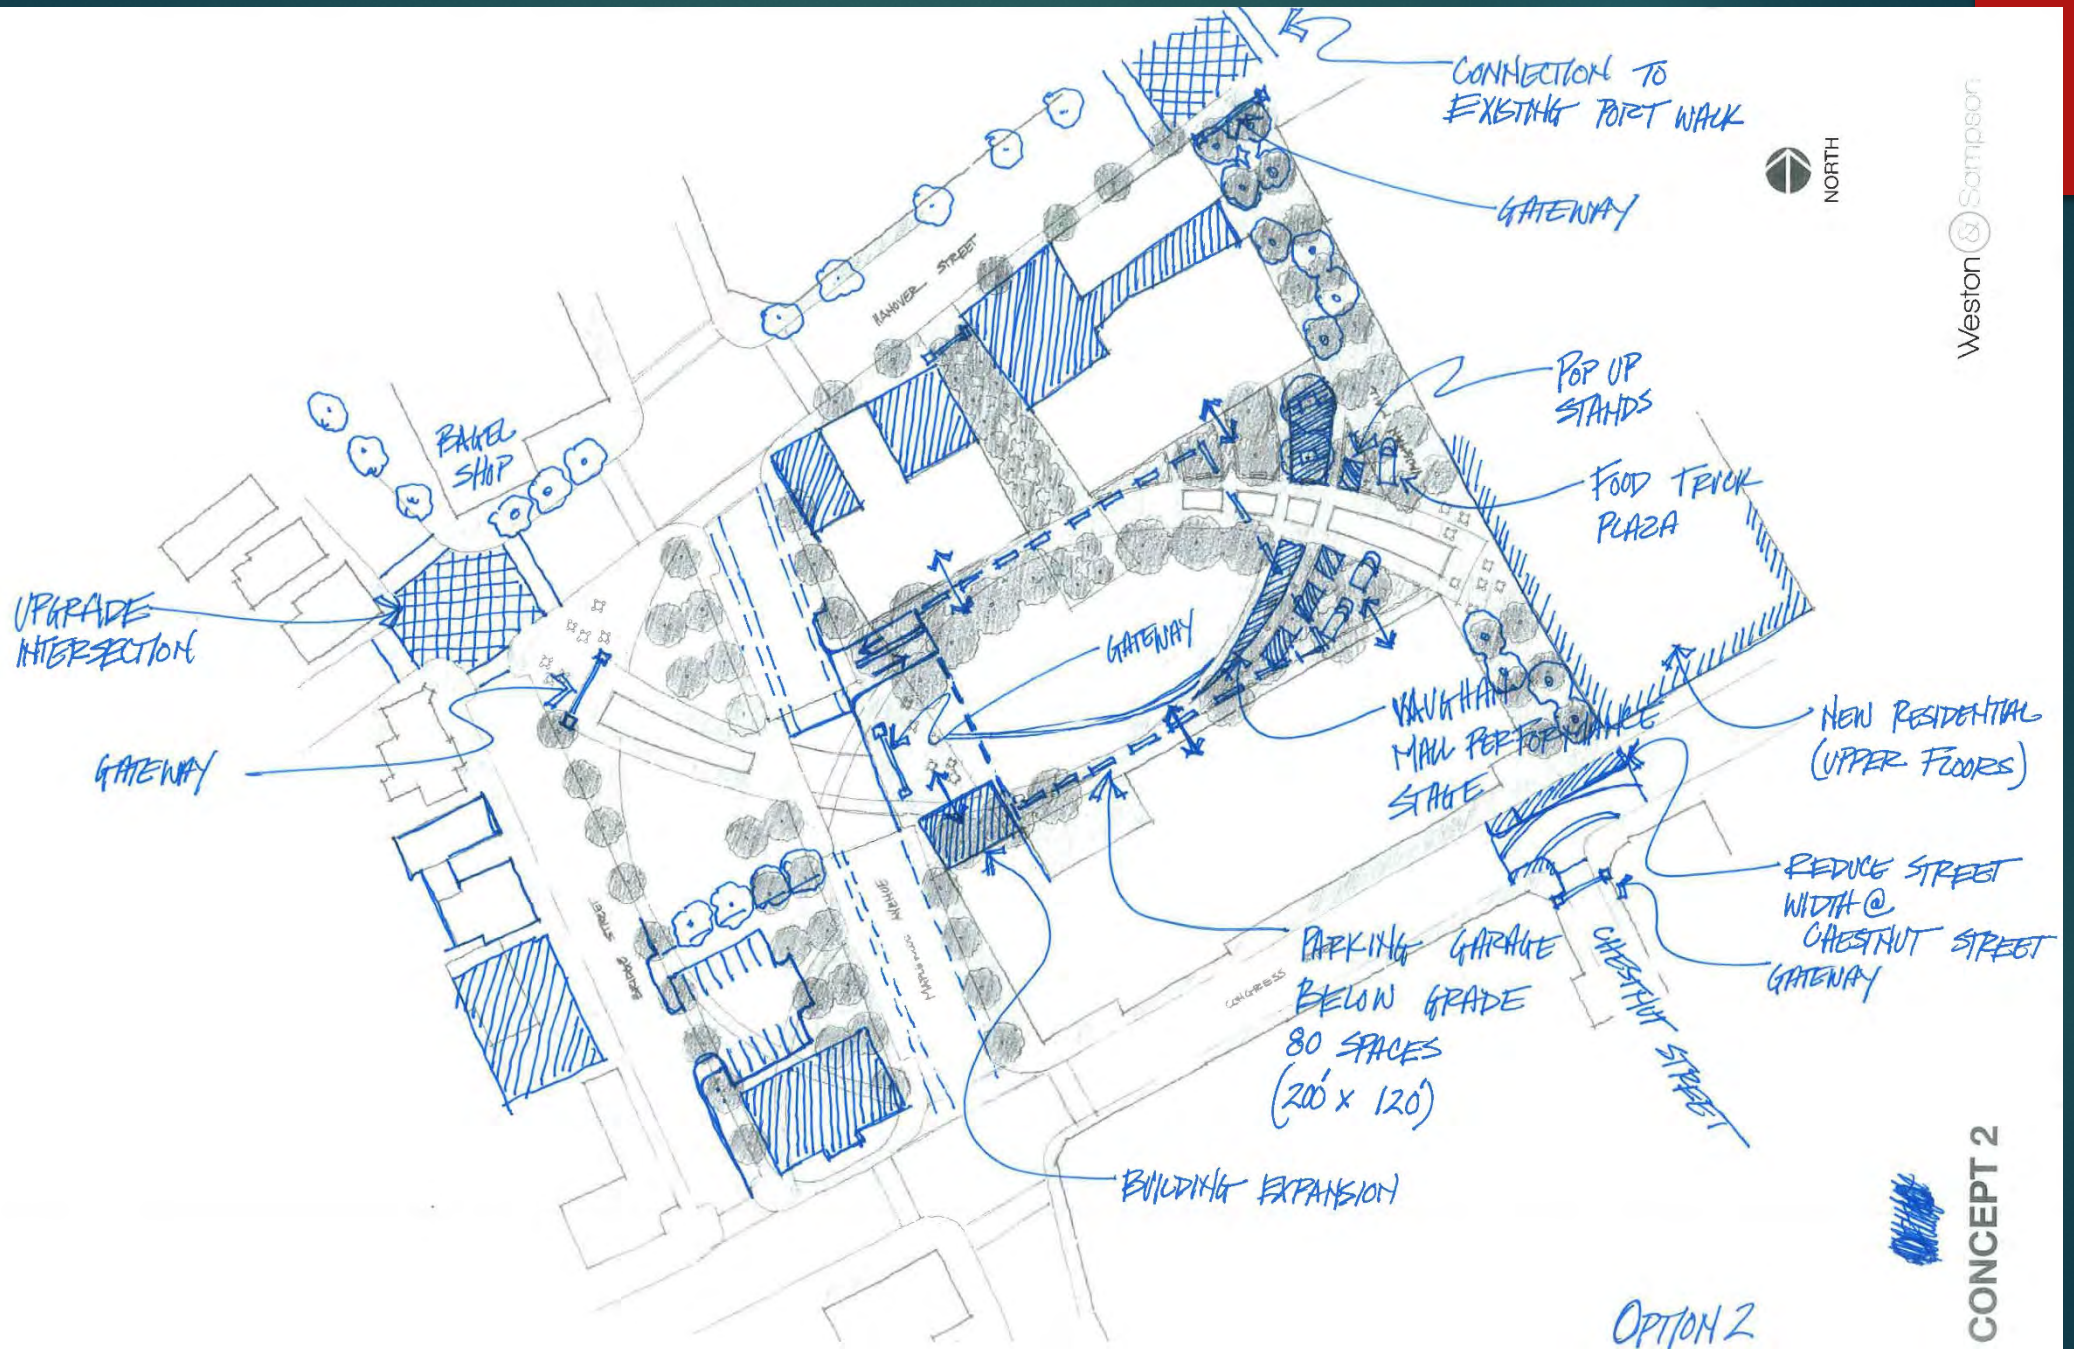 CONNECTION TO
EXISTING PORT WALK
NORTH
Weston & Sampson
GATEWAY
HANOVER STREET
POP UP
STANDS
BAGEL
SHOP
FOOD TRUCK
PLAZA
VAUGHAN MALL
UPGRADE
INTERSECTION
GATEWAY
GATEWAY
VAUGHAN
MALL PERFORMANCE
STAGE
NEW RESIDENTIAL
(UPPER FLOORS)
REDUCE STREET
WIDTH @
CHESTNUT STREET
GATEWAY
BRIDGE STREET
MAPLEWOOD AVENUE
PARKING GARAGE
BELOW GRADE
80 SPACES
(200' X 120')
CONGRESS
CHESTNUT STREET
BUILDING EXPANSION
CONCEPT 2
OPTION 2